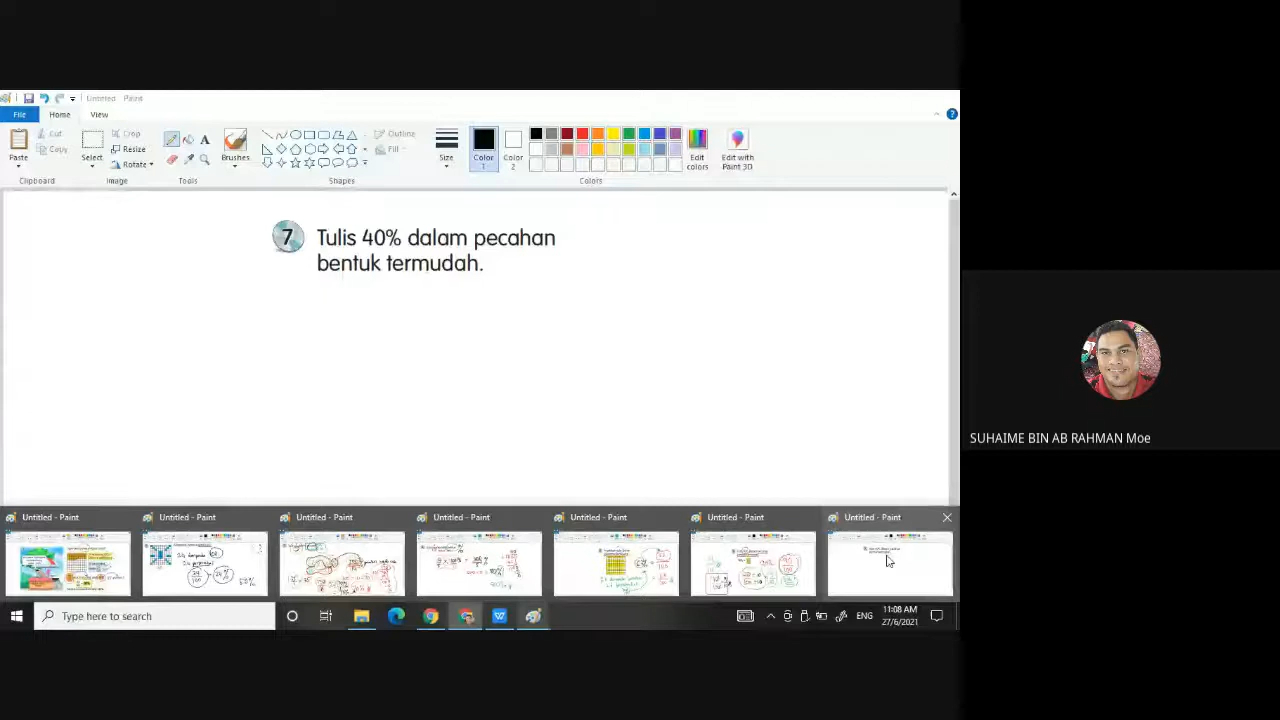 Untitled - Paint
File
Home
View
Paste
Cut
Copy
Clipboard
Select
Crop
Resize
Rotate
Image
Tools
Brushes
Outline
Fill
Shapes
Size
Color 1
Color 2
Edit colors
Edit with Paint 3D
Colors
7 Tulis 40% dalam pecahan
bentuk termudah.
SUHAIME BIN AB RAHMAN Moe
Untitled - Paint
Untitled - Paint
Untitled - Paint
Untitled - Paint
Untitled - Paint
Untitled - Paint
Untitled - Paint
Type here to search
ENG
11:08 AM
27/6/2021